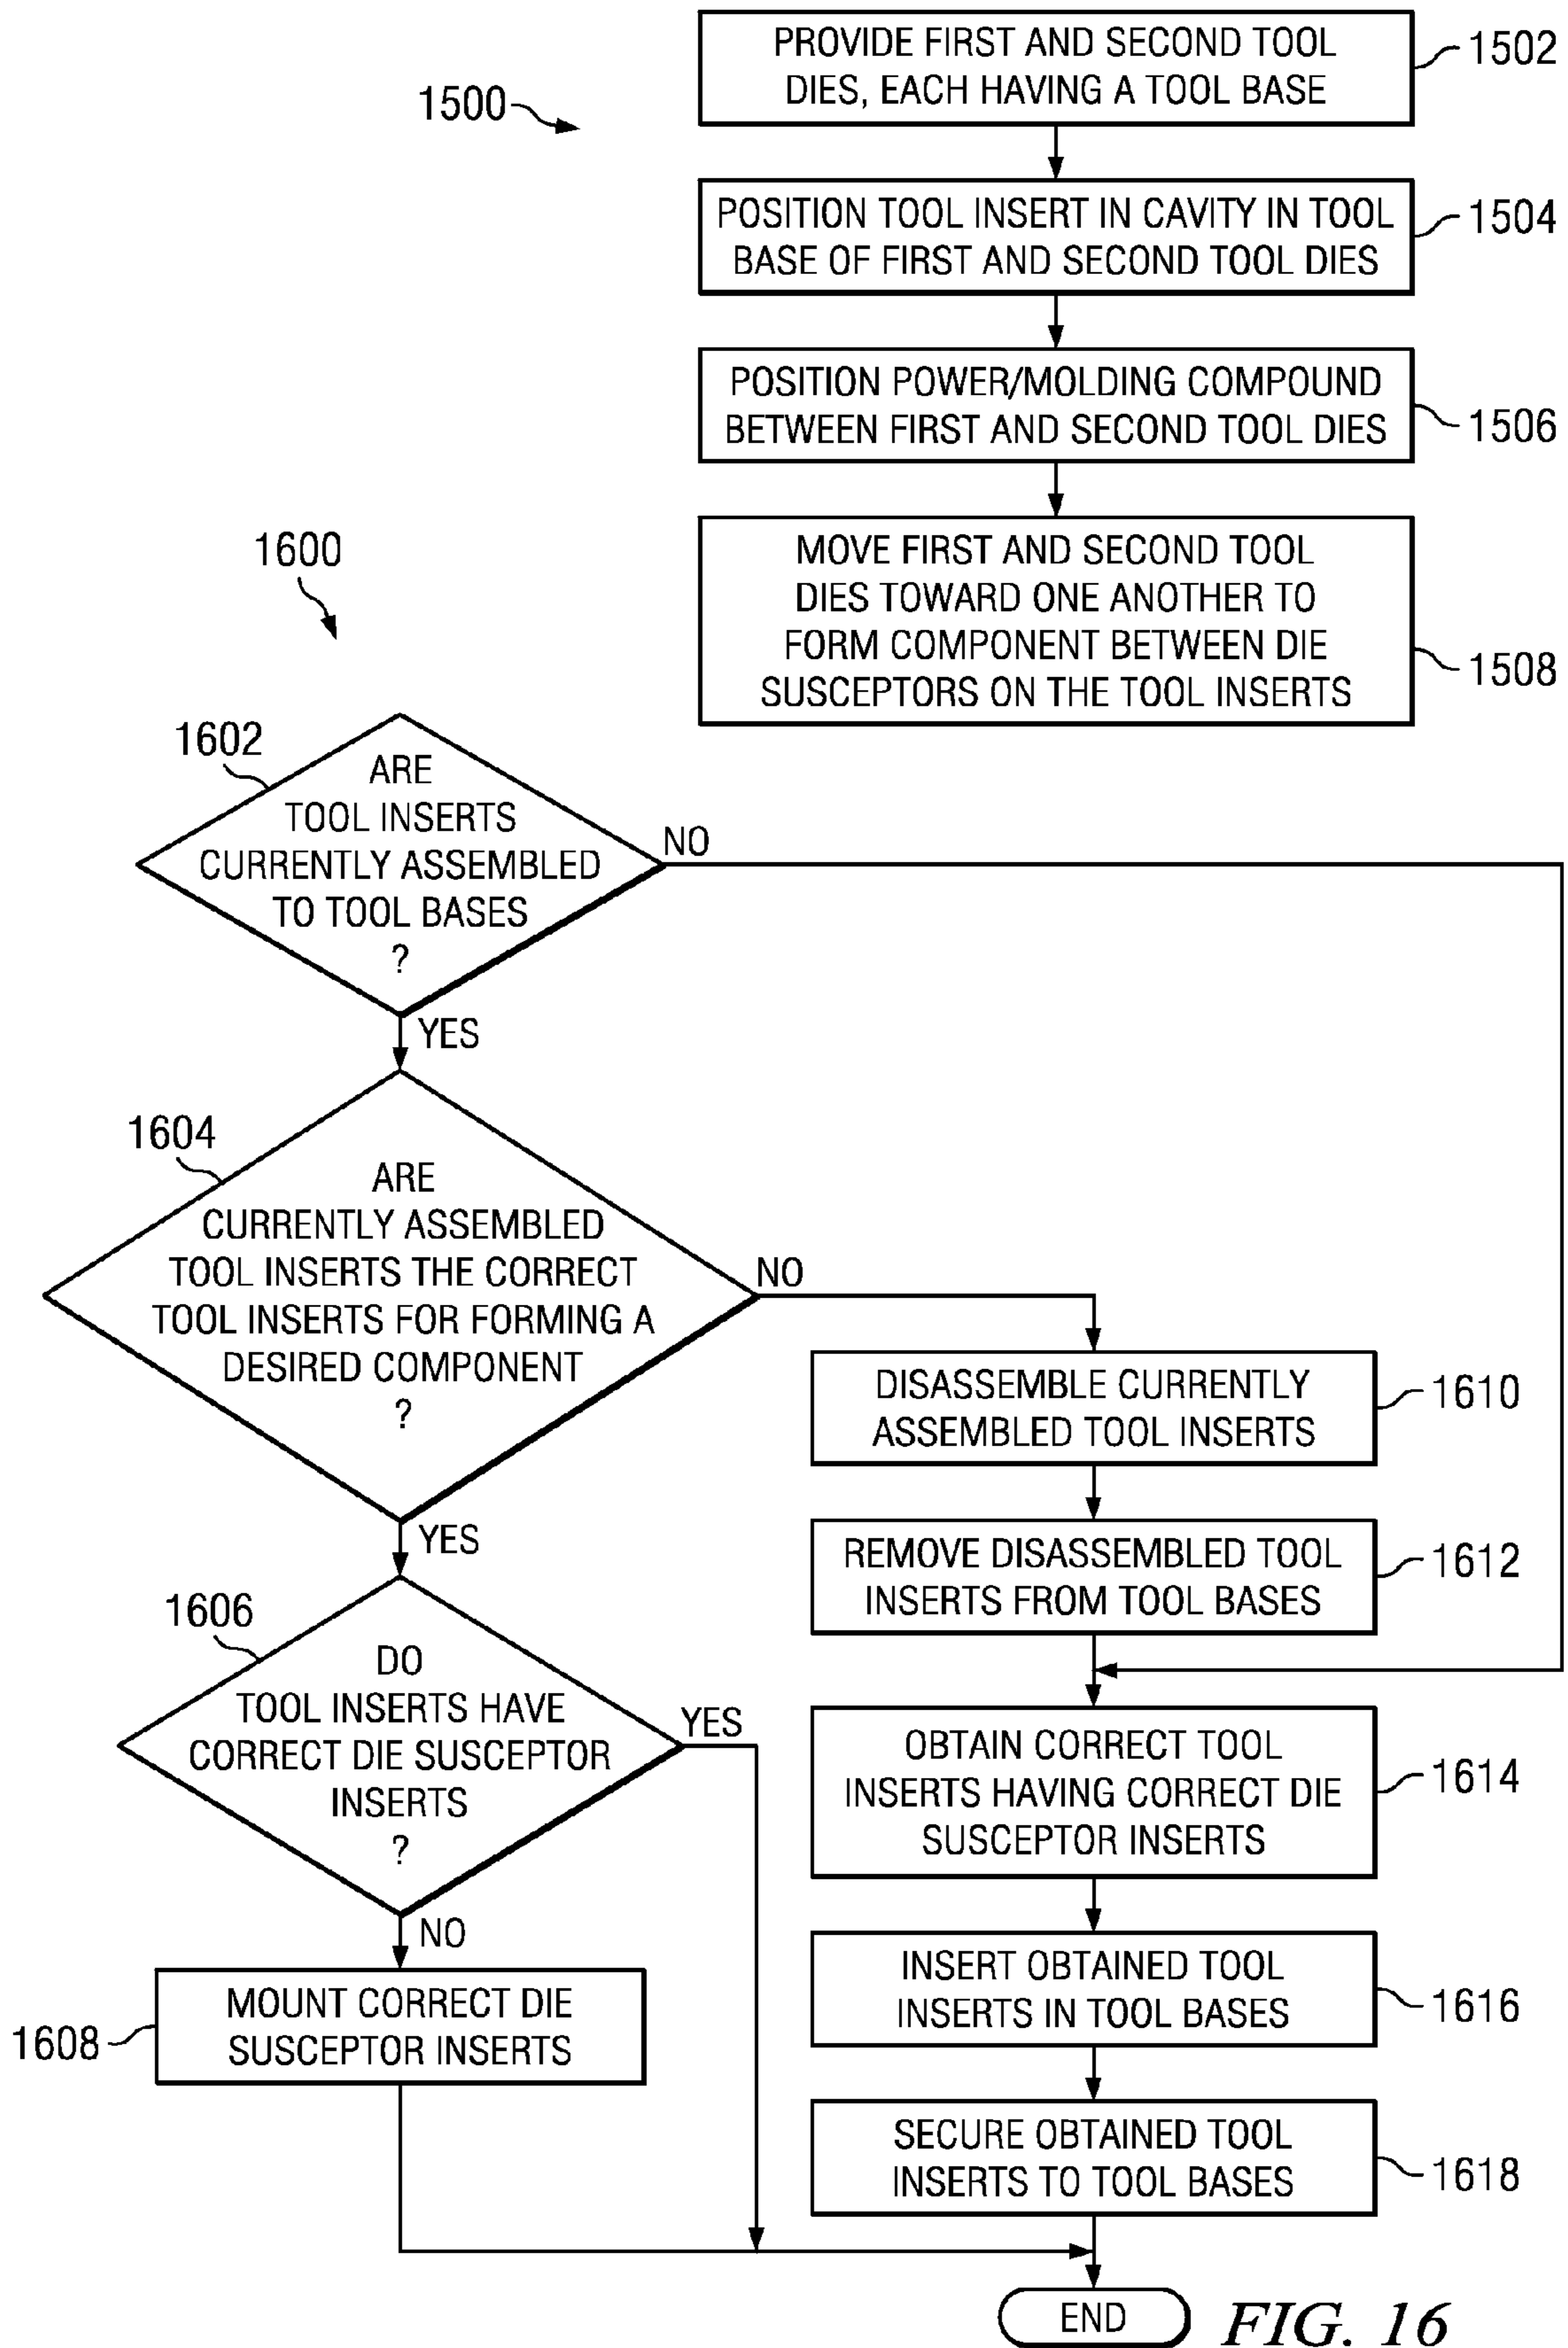 1500
PROVIDE FIRST AND SECOND TOOL
DIES, EACH HAVING A TOOL BASE
1502
POSITION TOOL INSERT IN CAVITY IN TOOL
BASE OF FIRST AND SECOND TOOL DIES
1504
POSITION POWER/MOLDING COMPOUND
BETWEEN FIRST AND SECOND TOOL DIES
1506
MOVE FIRST AND SECOND TOOL
DIES TOWARD ONE ANOTHER TO
FORM COMPONENT BETWEEN DIE
SUSCEPTORS ON THE TOOL INSERTS
1508
1600
1602
ARE
TOOL INSERTS
CURRENTLY ASSEMBLED
TO TOOL BASES
?
NO
YES
1604
ARE
CURRENTLY ASSEMBLED
TOOL INSERTS THE CORRECT
TOOL INSERTS FOR FORMING A
DESIRED COMPONENT
?
NO
YES
1606
DO
TOOL INSERTS HAVE
CORRECT DIE SUSCEPTOR
INSERTS
?
YES
NO
1608
MOUNT CORRECT DIE
SUSCEPTOR INSERTS
DISASSEMBLE CURRENTLY
ASSEMBLED TOOL INSERTS
1610
REMOVE DISASSEMBLED TOOL
INSERTS FROM TOOL BASES
1612
OBTAIN CORRECT TOOL
INSERTS HAVING CORRECT DIE
SUSCEPTOR INSERTS
1614
INSERT OBTAINED TOOL
INSERTS IN TOOL BASES
1616
SECURE OBTAINED TOOL
INSERTS TO TOOL BASES
1618
END
FIG. 16